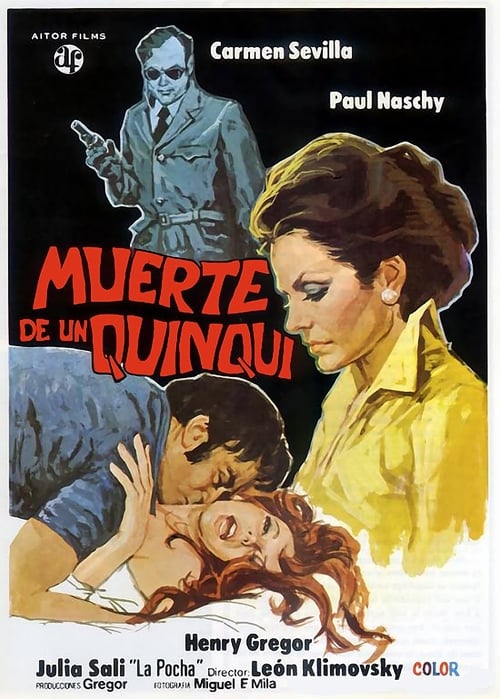 AITOR FILMS
af
Carmen Sevilla
Paul Naschy
MUERTE
DE UN QUINQUI
Henry Gregor
Julia Sali "La Pocha" Director: León Klimovsky COLOR
PRODUCCIONES Gregor FOTOGRAFIA Miguel F. Mila